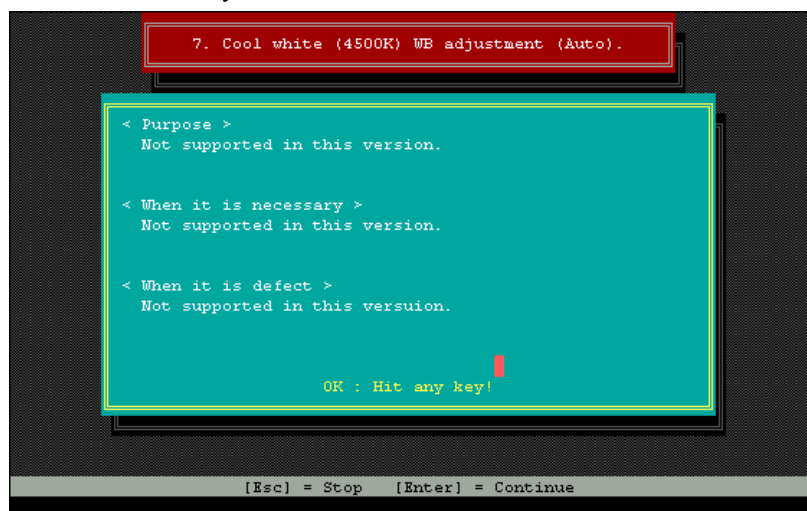 7. Cool white (4500K) WB adjustment (Auto).
< Purpose >
Not supported in this version.
< When it is necessary >
Not supported in this version.
< When it is defect >
Not supported in this versuion.
OK : Hit any key!
[Esc] = Stop [Enter] = Continue